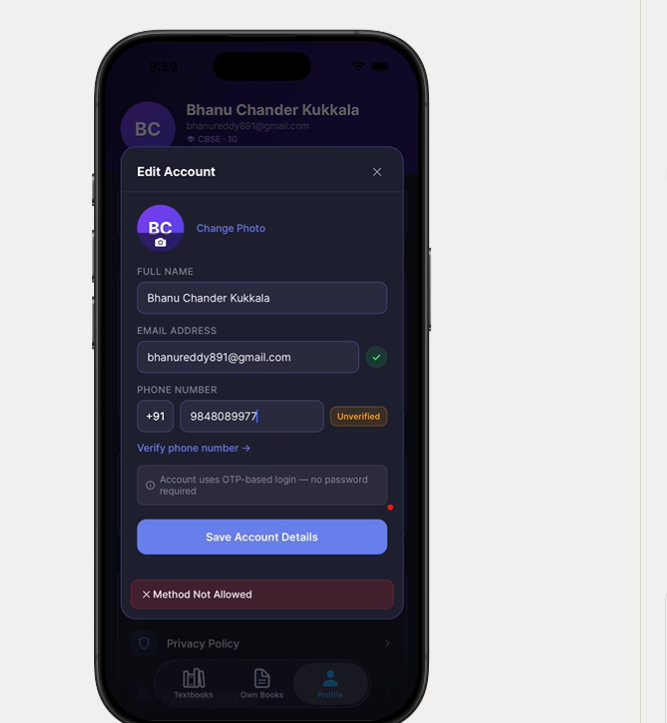 9:59
Bhanu Chander Kukkala
bhanureddy891@gmail.com
CBSE · 10
BC
Edit Account
BC
Change Photo
FULL NAME
Bhanu Chander Kukkala
EMAIL ADDRESS
bhanureddy891@gmail.com
PHONE NUMBER
+91 9848089977 Unverified
Verify phone number →
Account uses OTP-based login — no password
required
Save Account Details
Method Not Allowed
Privacy Policy
Textbooks Own Books Profile